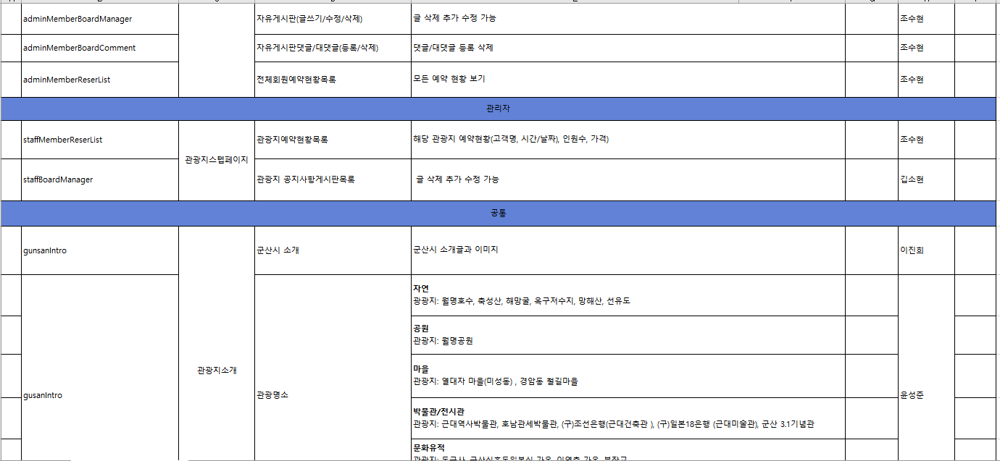 adminMemberBoardManager 자유게시판(글쓰기/수정/삭제) 글 삭제 추가 수정 가능 조수현
adminMemberBoardComment 자유게시판댓글/대댓글(등록/삭제) 댓글/대댓글 등록 삭제 조수현
adminMemberReserList 전체회원예약현황목록 모든 예약 현황 보기 조수현
관리자
staffMemberReserList 관광지예약현황목록 해당 관광지 예약현황(고객명, 시간/날짜), 인원수, 가격) 조수현
관광지스텝페이지
staffBoardManager 관광지 공지사항게시판목록 글 삭제 추가 수정 가능 깁소현
공통
gunsanIntro 군산시 소개 군산시 소개글과 이미지 이진희
관광지소개
gusanIntro 관광명소 윤성준
자연
광광지: 월명호수, 축성산, 해망굴, 옥구저수지, 망해산, 선유도
공원
관광지: 월명공원
마을
관광지: 열대자 마을(미성동) , 경암동 철길마을
박물관/전시관
관광지: 근대역사박물관, 호남관세박물관, (구)조선은행(근대건축관 ), (구)일본18은행 (근대미술관), 군산 3.1기념관
문화유적